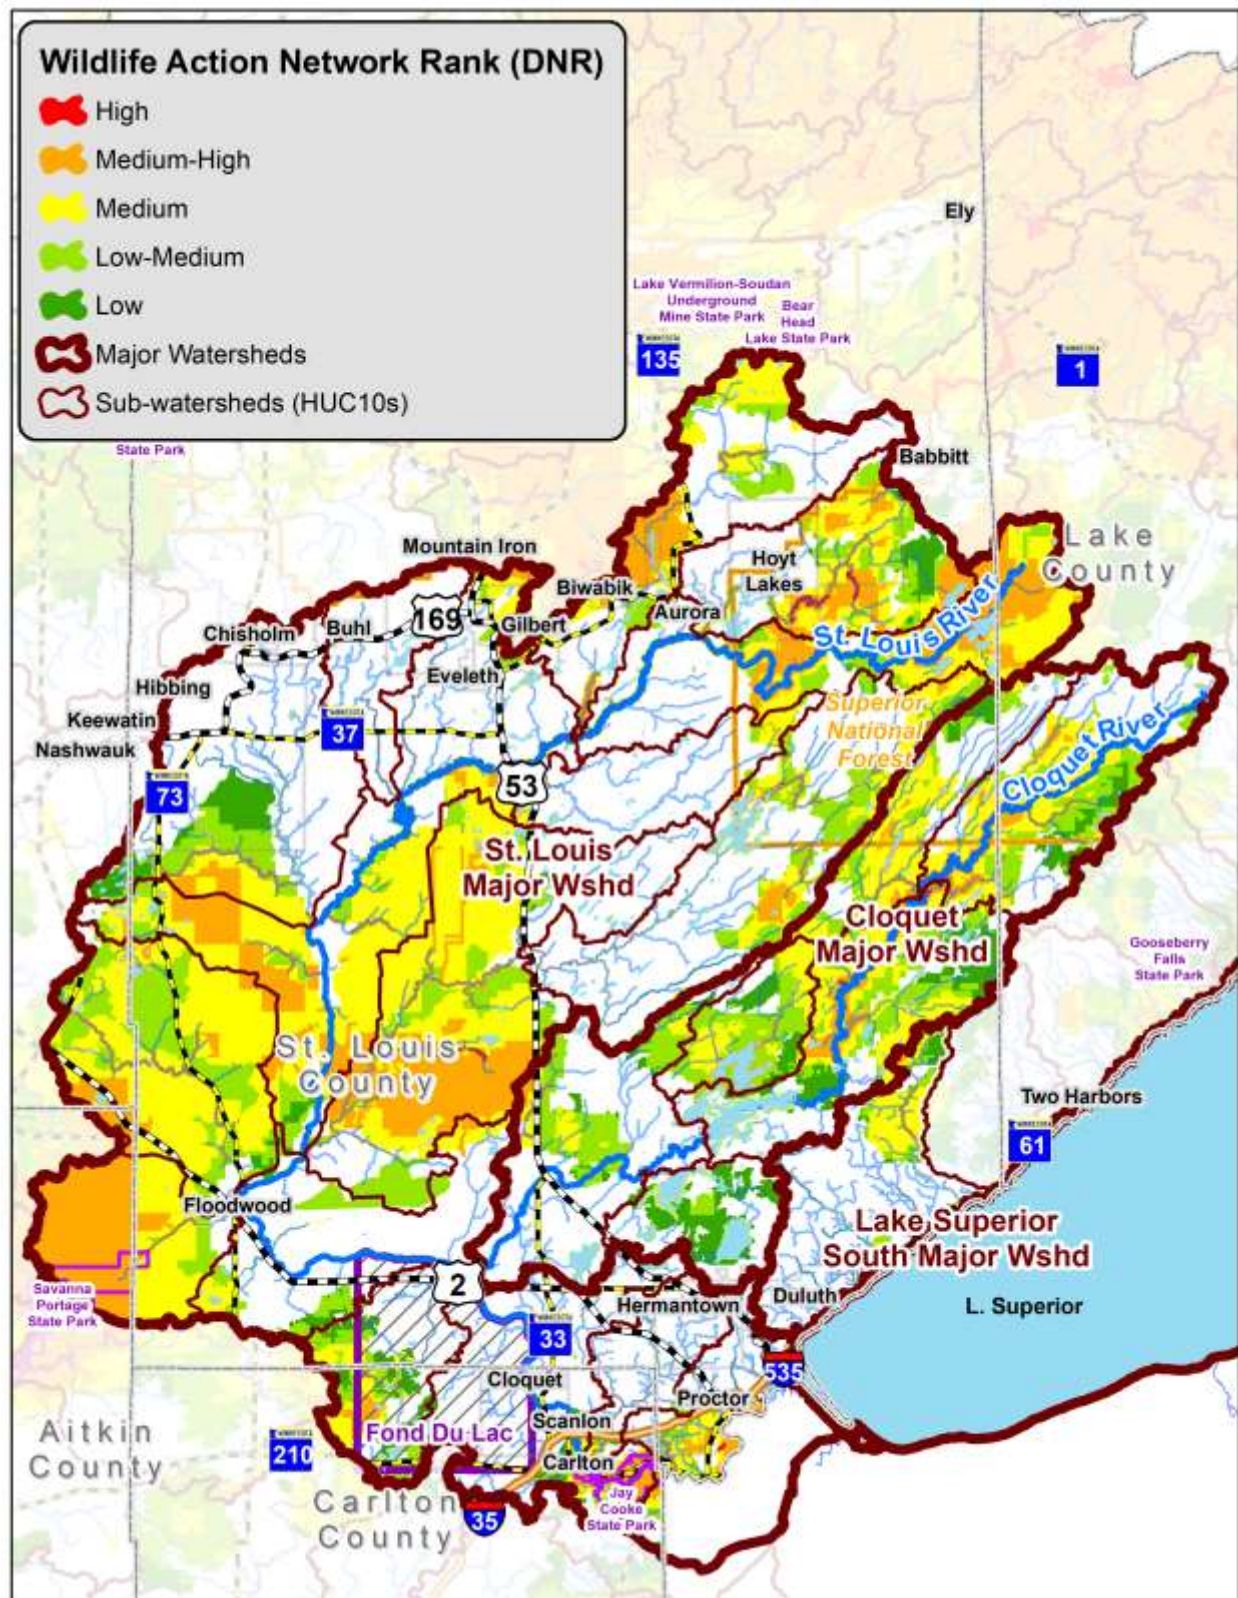 Wildlife Action Network Rank (DNR)
High
Medium-High
Medium
Low-Medium
Low
Major Watersheds
Sub-watersheds (HUC10s)
State Park
Ely
Lake Vermilion-Soudan
Underground
Mine State Park
Bear
Head
Lake State Park
135
1
Babbitt
Lake
County
Mountain Iron
Hoyt
Lakes
Biwabik
Aurora
169
Gilbert
Chisholm
Buhl
St. Louis River
Eveleth
Hibbing
Keewatin
Nashwauk
37
Superior
National
Forest
Cloquet River
73
53
St. Louis
Major Wshd
Cloquet
Major Wshd
Gooseberry
Falls
State Park
St. Louis
County
Two Harbors
61
Floodwood
Lake Superior
South Major Wshd
Savanna
Portage
State Park
2
Hermantown
Duluth
L. Superior
33
535
Cloquet
Proctor
Scanlon
Fond Du Lac
Aitkin
County
210
Carlton
Carlton
County
35
Jay
Cooke
State Park